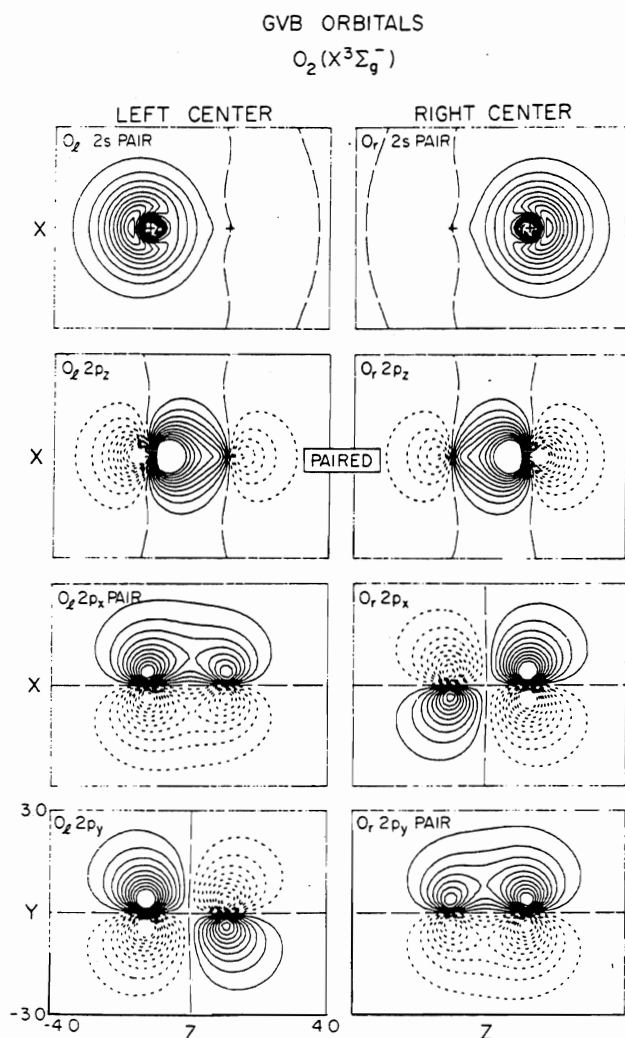 GVB ORBITALS
O₂(X³Σg⁻)
LEFT CENTER
RIGHT CENTER
Oℓ 2s PAIR
Or 2s PAIR
X
Oℓ 2pz
Or 2pz
X
PAIRED
Oℓ 2px PAIR
Or 2px
X
3.0
Oℓ 2py
Or 2py PAIR
Y
-3.0
-4.0
Z
4.0
Z